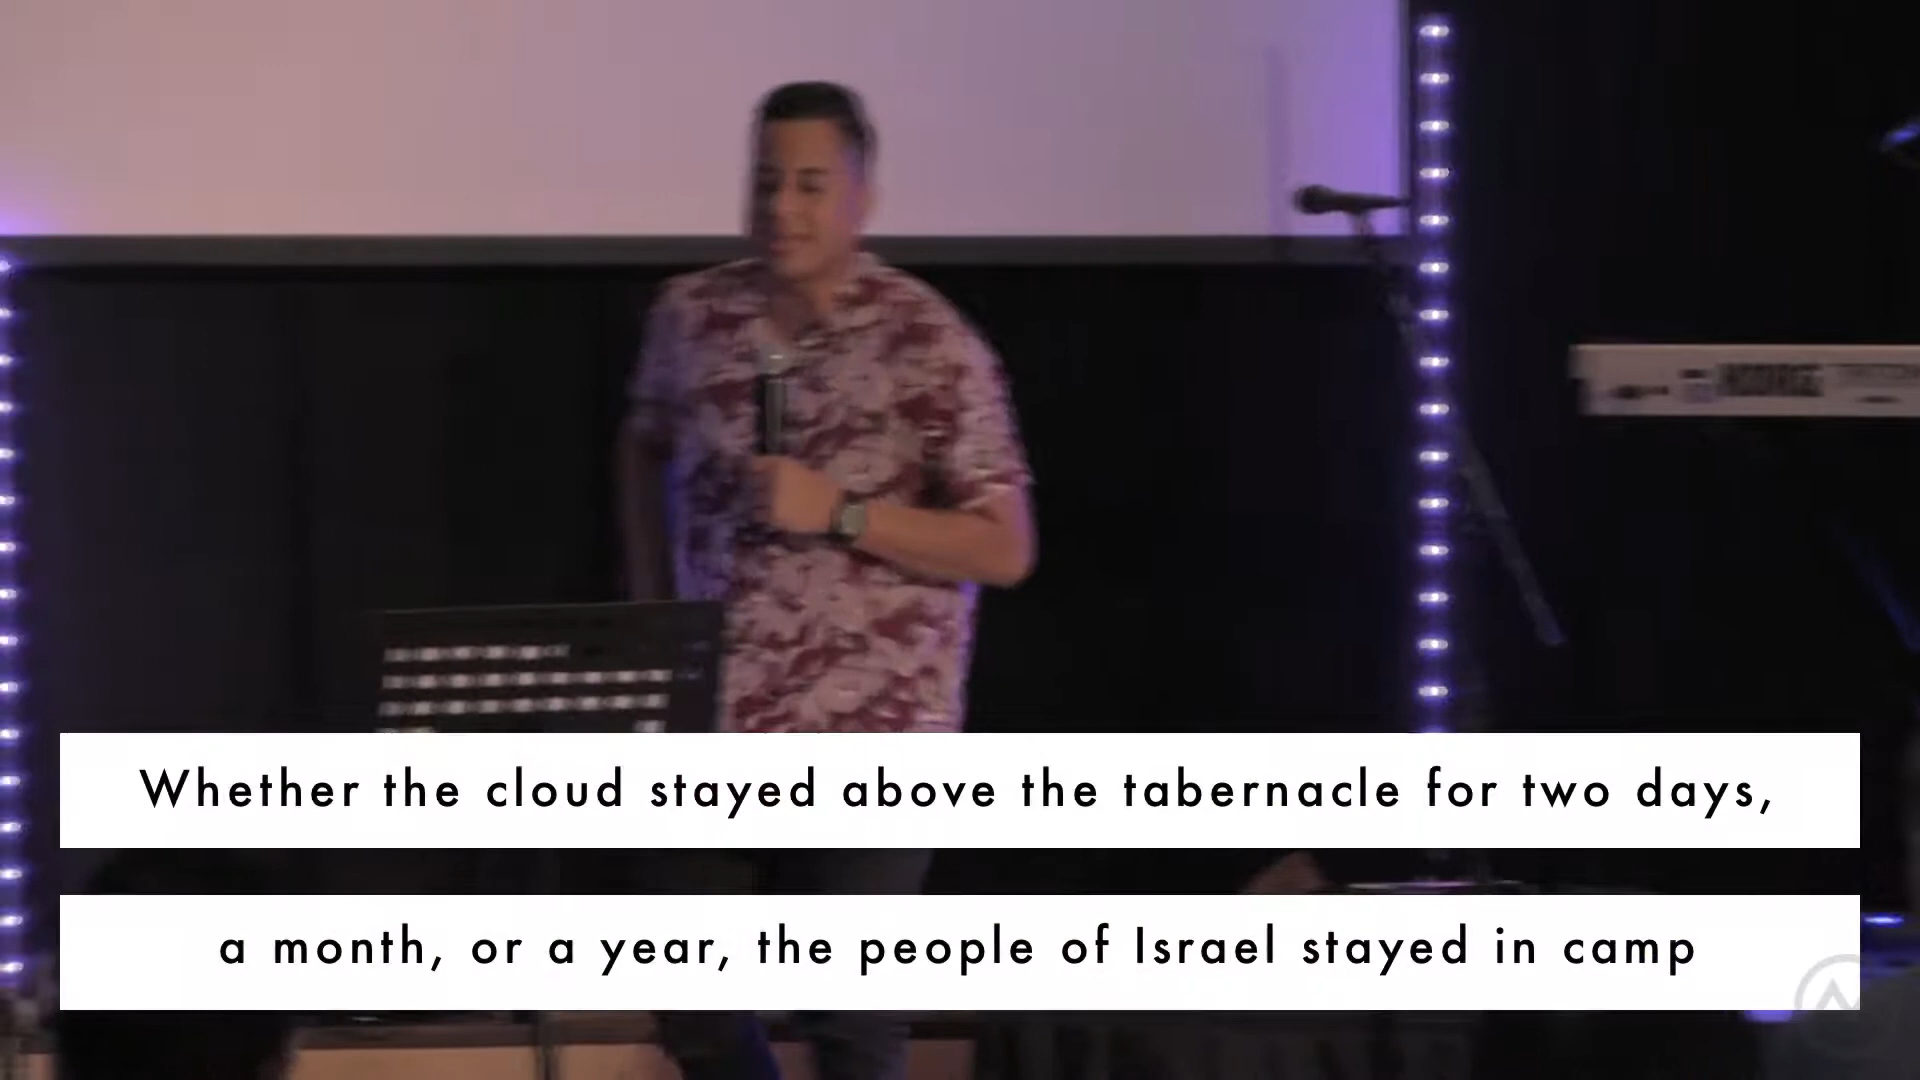 Whether the cloud stayed above the tabernacle for two days,
a month, or a year, the people of Israel stayed in camp